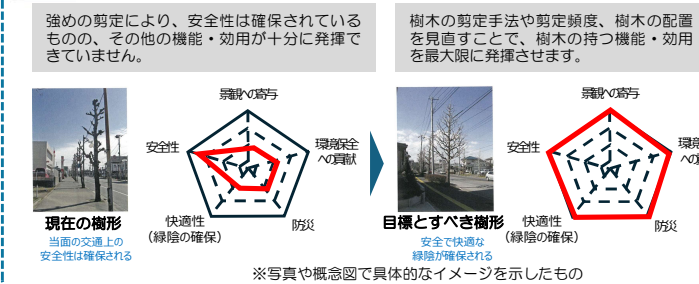 強めの剪定により、安全性は確保されている
ものの、その他の機能・効用が十分に発揮で
きていません。
樹木の剪定手法や剪定頻度、樹木の配置
を見直すことで、樹木の持つ機能・効用
を最大限に発揮させます。
景観への寄与
安全性
環境保全
への貢献
快適性
（緑陰の確保）
防災
現在の樹形
当面の交通上の
安全性は確保される
景観への寄与
安全性
快適性
（緑陰の確保）
防災
目標とすべき樹形
安全で快適な
緑陰が確保される
※写真や概念図で具体的なイメージを示したもの